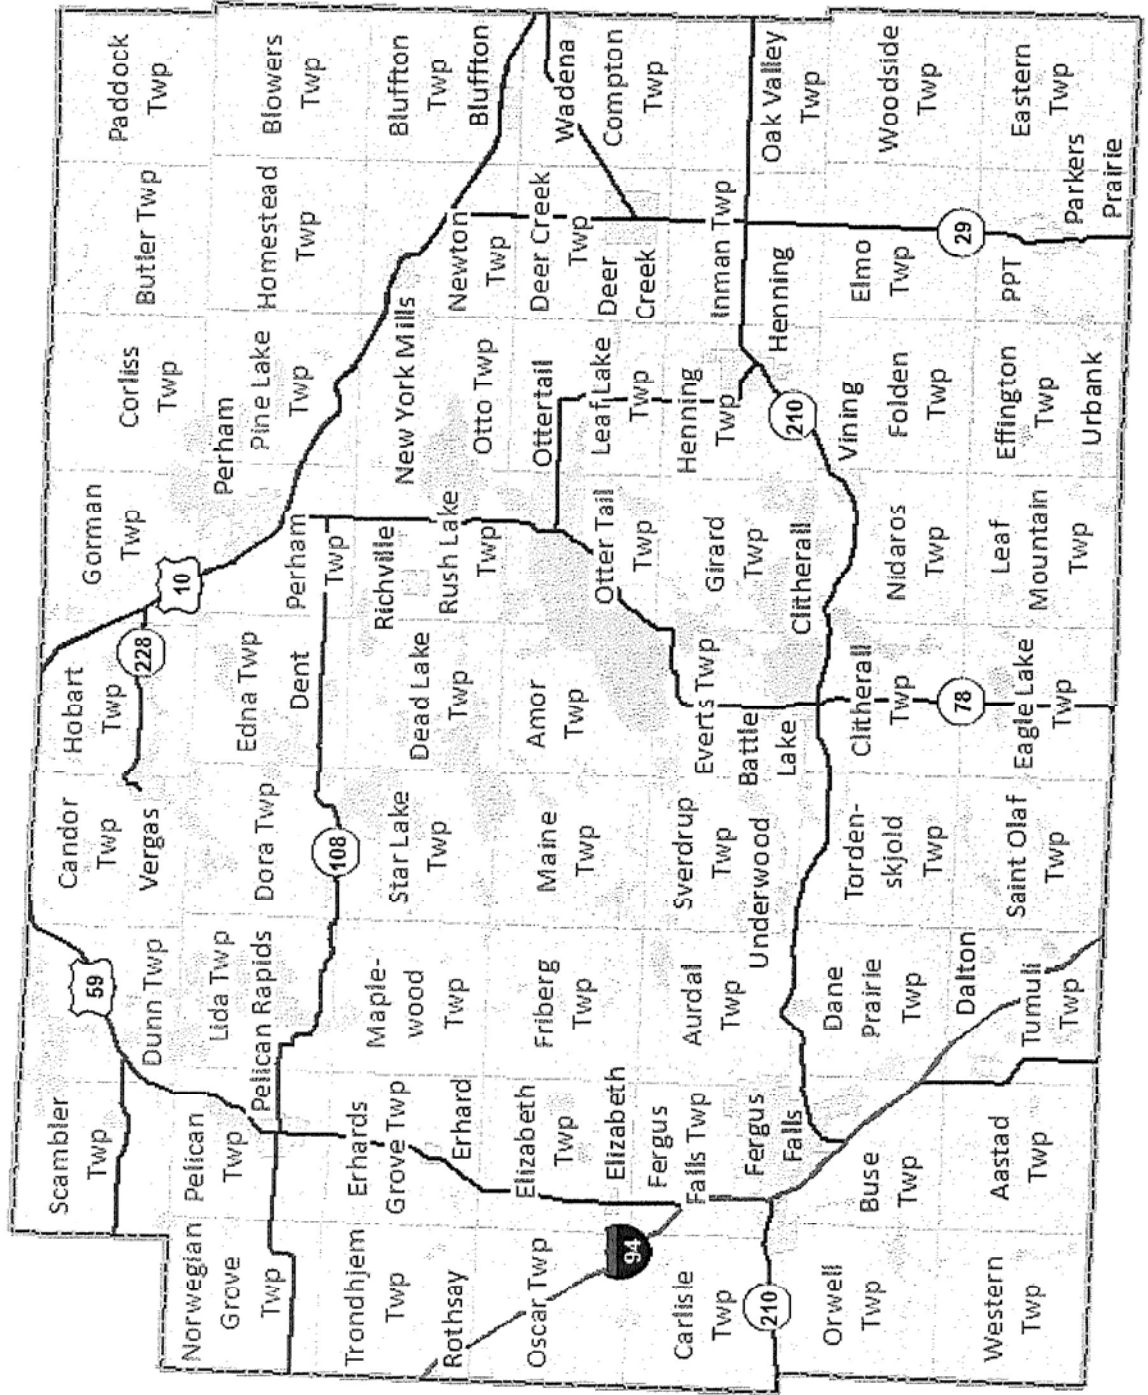 Scambler
Twp
59
Dunn Twp
Candor
Twp
Vergas
Hobart
Twp
228
Gorman
Twp
10
Corliss
Twp
Butler Twp
Paddock
Twp
Norwegian
Grove
Twp
Pelican
Twp
Lida Twp
Pelican Rapids
Dora Twp
108
Edna Twp
Dent
Perham
Twp
Perham
Pine Lake
Twp
Homestead
Twp
Blowers
Twp
Trondhjem
Twp
Rothsay
Erhards
Grove Twp
Erhard
Maple-
wood
Twp
Star Lake
Twp
Dead Lake
Twp
Richville
Rush Lake
Twp
New York Mills
Otto Twp
Newton
Twp
Bluffton
Twp
Bluffton
Oscar Twp
94
Elizabeth
Twp
Elizabeth
Friberg
Twp
Maine
Twp
Amor
Twp
Otter Tail
Twp
Ottertail
Leaf Lake
Twp
Deer Creek
Twp
Deer
Creek
Wadena
Compton
Twp
Carlisle
Twp
210
Fergus
Falls Twp
Fergus
Falls
Aurdal
Twp
Underwood
Sverdrup
Twp
Everts Twp
Battle
Lake
Girard
Twp
Clitherall
Henning
Twp
210
Henning
Inman Twp
Oak Valley
Twp
Orwell
Twp
Buse
Twp
Dane
Prairie
Twp
Torden-
skjold
Twp
Clitherall
Twp
78
Nidaros
Twp
Vining
Folden
Twp
Elmo
Twp
29
Woodside
Twp
Western
Twp
Aastad
Twp
Dalton
Tumuli
Twp
Saint Olaf
Twp
Eagle Lake
Twp
Leaf
Mountain
Twp
Effington
Twp
Urbank
PPT
Parkers
Prairie
Eastern
Twp